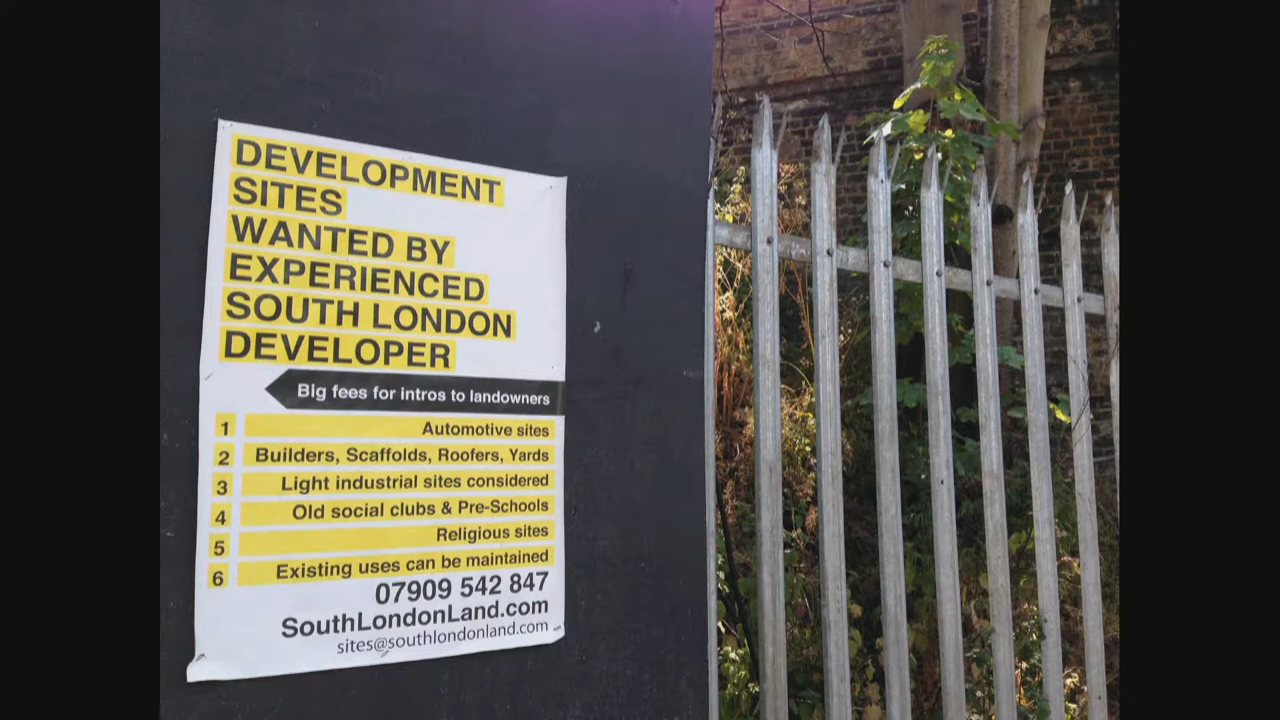 DEVELOPMENT
SITES
WANTED BY
EXPERIENCED
SOUTH LONDON
DEVELOPER
Big fees for intros to landowners
1 Automotive sites
2 Builders, Scaffolds, Roofers, Yards
3 Light industrial sites considered
4 Old social clubs & Pre-Schools
5 Religious sites
6 Existing uses can be maintained
07909 542 847
SouthLondonLand.com
sites@southlondonland.com